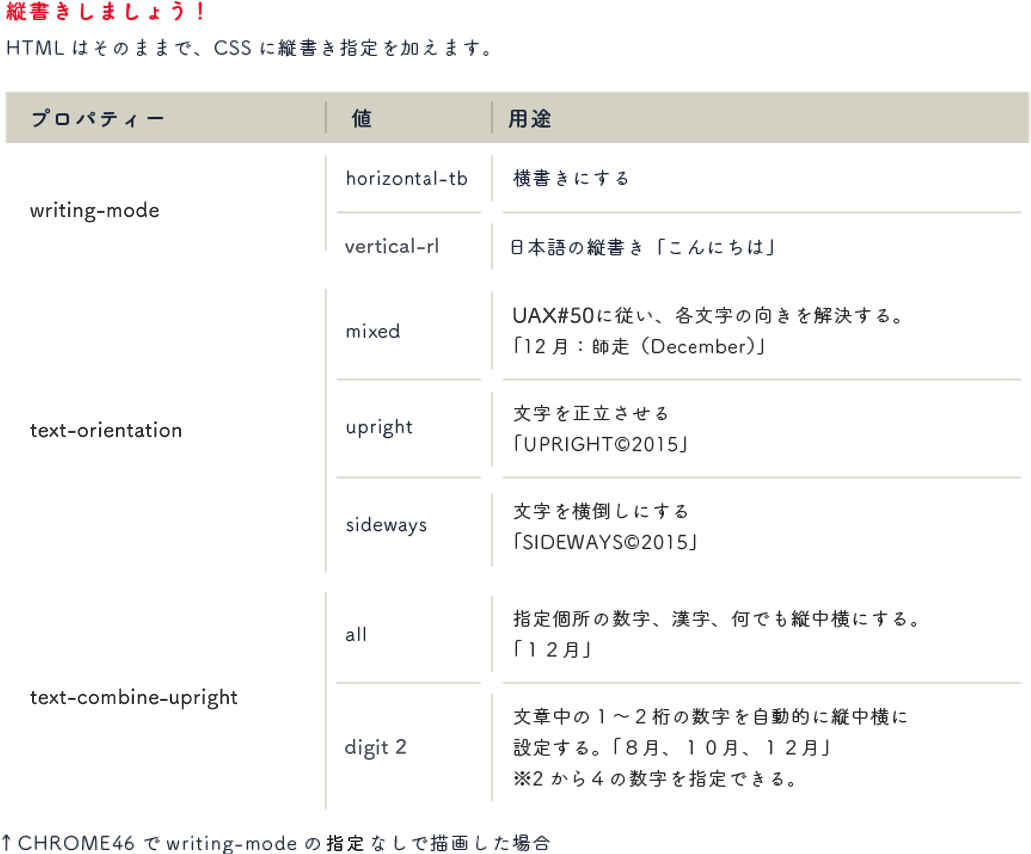 縦書きしましょう！
HTML はそのままで、CSS に縦書き指定を加えます。
プロパティー 値 用途
writing-mode
horizontal-tb 横書きにする
vertical-rl 日本語の縦書き「こんにちは」
text-orientation
mixed UAX#50に従い、各文字の向きを解決する。
「12 月：師走（December）」
upright 文字を正立させる
「UPRIGHT©2015」
sideways 文字を横倒しにする
「SIDEWAYS©2015」
text-combine-upright
all 指定個所の数字、漢字、何でも縦中横にする。
「１２月」
digit 2 文章中の１～２桁の数字を自動的に縦中横に
設定する。「８月、１０月、１２月」
※2 から４の数字を指定できる。
↑CHROME46 で writing-mode の指定なしで描画した場合